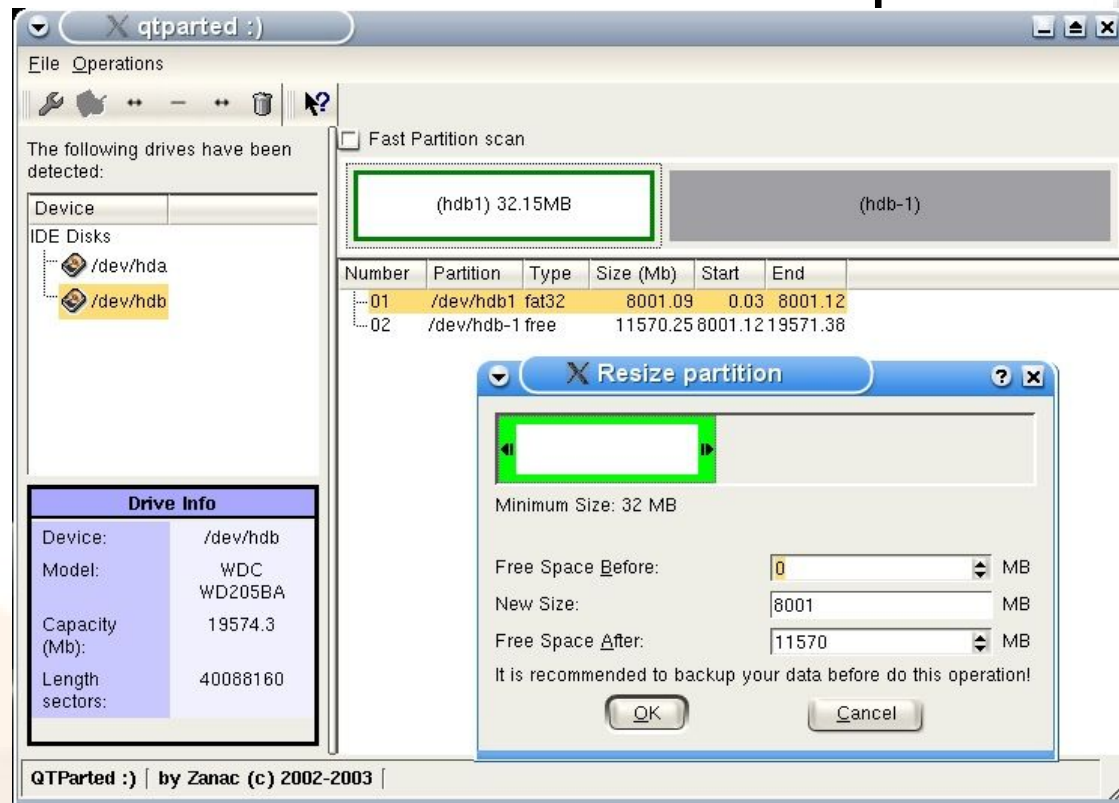 qtparted :)
File Operations
Fast Partition scan
The following drives have been
detected:
Device
IDE Disks
/dev/hda
/dev/hdb
(hdb1) 32.15MB
(hdb-1)
Number Partition Type Size (Mb) Start End
01 /dev/hdb1 fat32 8001.09 0.03 8001.12
02 /dev/hdb-1 free 11570.25 8001.12 19571.38
Drive Info
Device: /dev/hdb
Model: WDC
WD205BA
Capacity 19574.3
(Mb):
Length 40088160
sectors:
Resize partition
Minimum Size: 32 MB
Free Space Before: 0 MB
New Size: 8001 MB
Free Space After: 11570 MB
It is recommended to backup your data before do this operation!
OK Cancel
QTParted :) by Zanac (c) 2002-2003